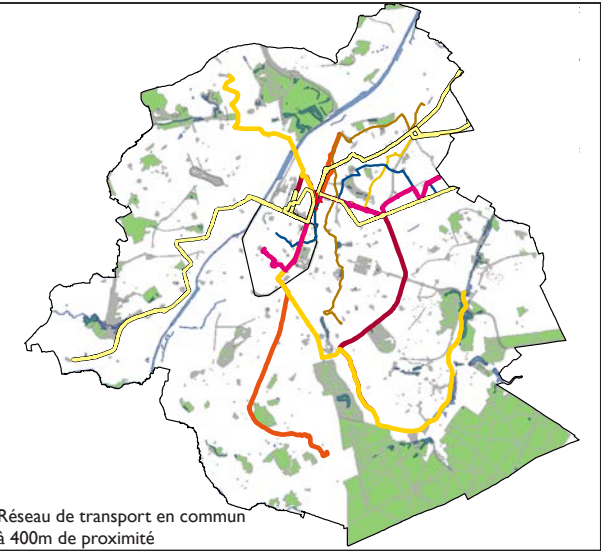 Réseau de transport en commun
à 400m de proximité